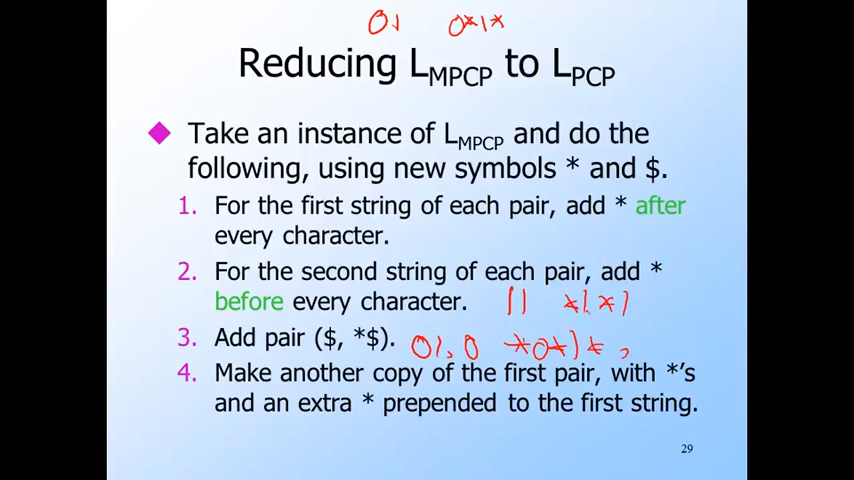 01 0*1*
Reducing LMPCP to LPCP
Take an instance of LMPCP and do the
following, using new symbols * and $.
1. For the first string of each pair, add * after
every character.
2. For the second string of each pair, add *
before every character. 11 *1*1
3. Add pair ($, *$). 01, 0 *0*1* ,
4. Make another copy of the first pair, with *'s
and an extra * prepended to the first string.
29